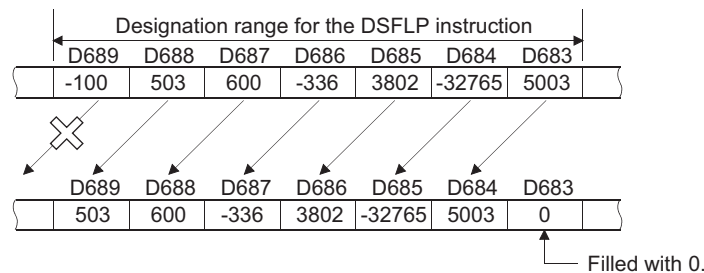 Designation range for the DSFLP instruction
D689 D688 D687 D686 D685 D684 D683
-100 503 600 -336 3802 -32765 5003
D689 D688 D687 D686 D685 D684 D683
503 600 -336 3802 -32765 5003 0
Filled with 0.